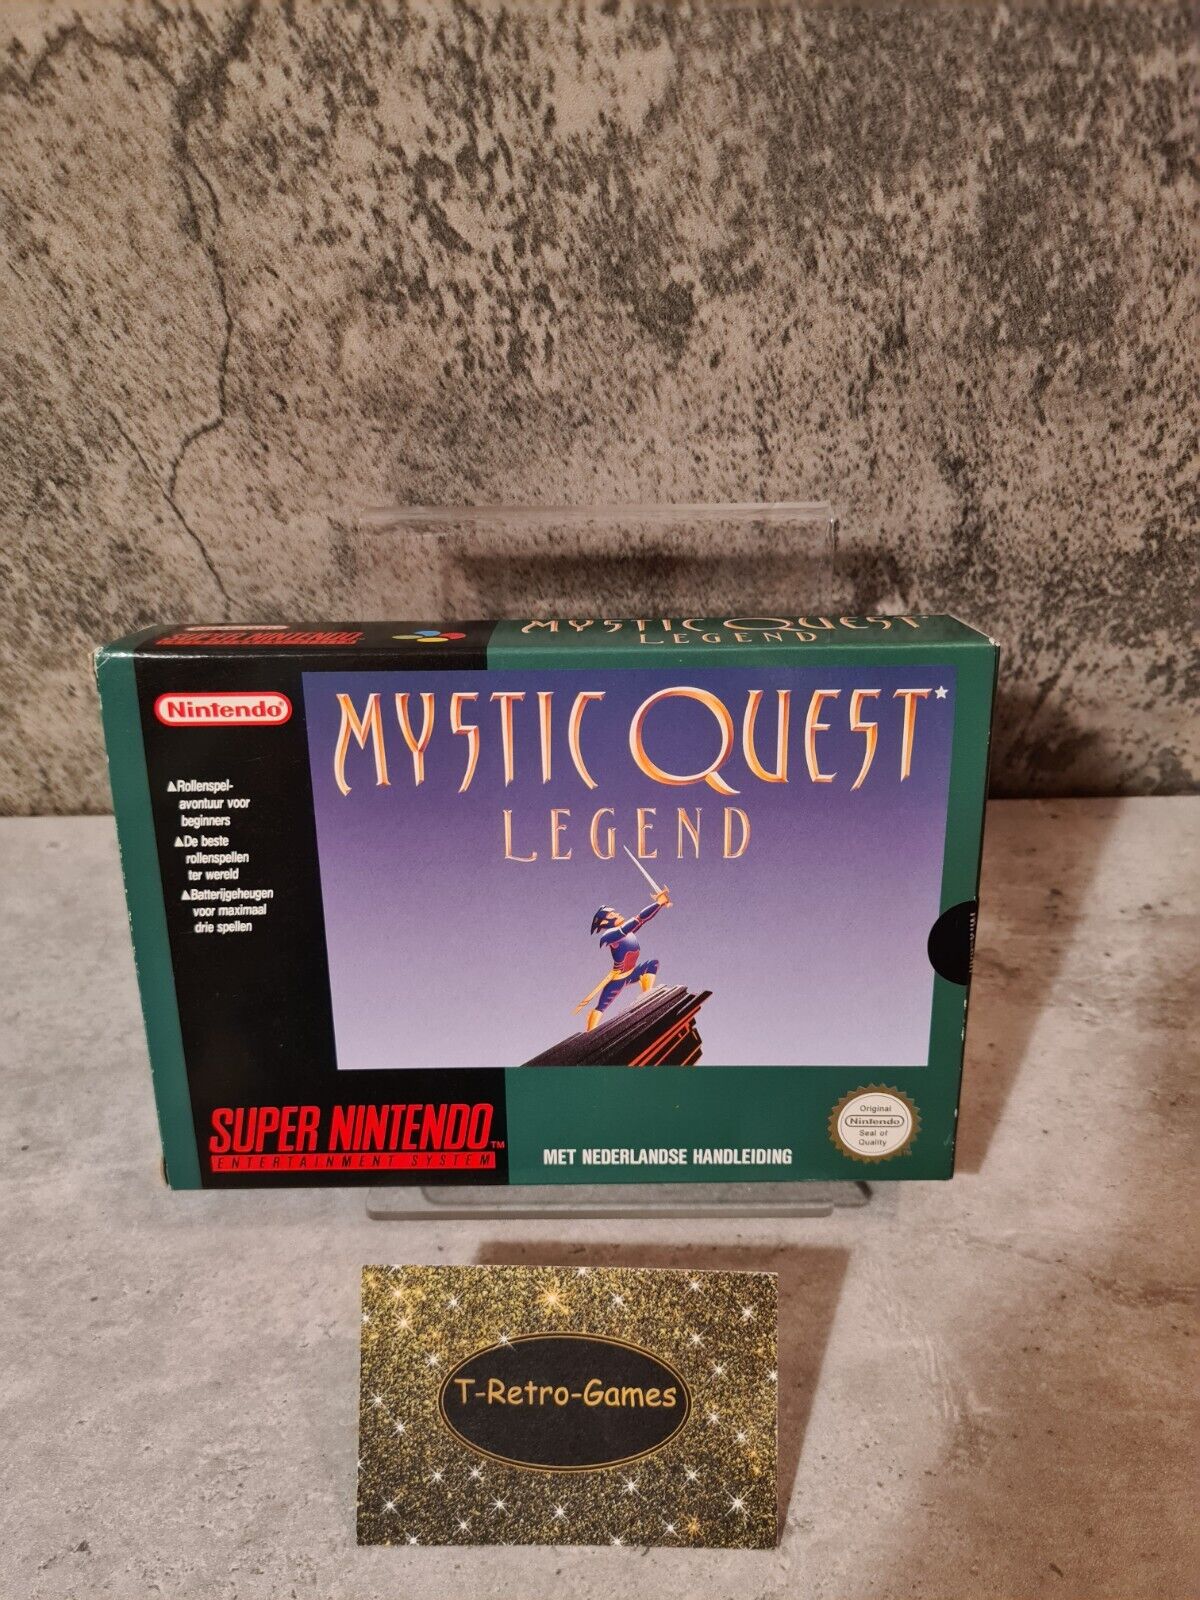 SUPER NINTENDO
MYSTIC QUEST
LEGEND
Nintendo
MYSTIC QUEST
LEGEND
▲Rollenspel-
avontuur voor
beginners
▲De beste
rollenspellen
ter wereld
▲Batterijgeheugen
voor maximaal
drie spellen
SUPER NINTENDO™
ENTERTAINMENT SYSTEM
MET NEDERLANDSE HANDLEIDING
Original
Nintendo
Seal of
Quality
T-Retro-Games